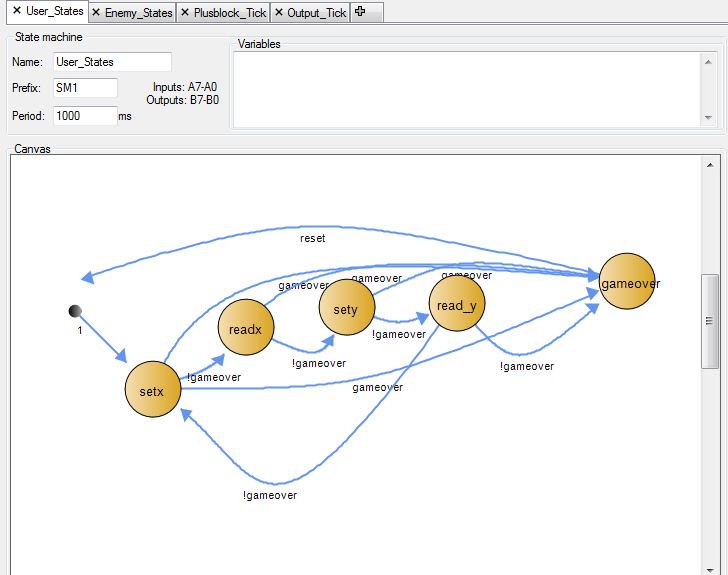 ✕ User_States ✕ Enemy_States ✕ Plusblock_Tick ✕ Output_Tick
State machine
Name: User_States
Prefix: SM1
Inputs: A7-A0
Outputs: B7-B0
Period: 1000 ms
Variables
Canvas
reset
gameover
gameover
gameover
gameover
1
readx
sety
read_y
!gameover
!gameover
!gameover
!gameover
setx
gameover
!gameover